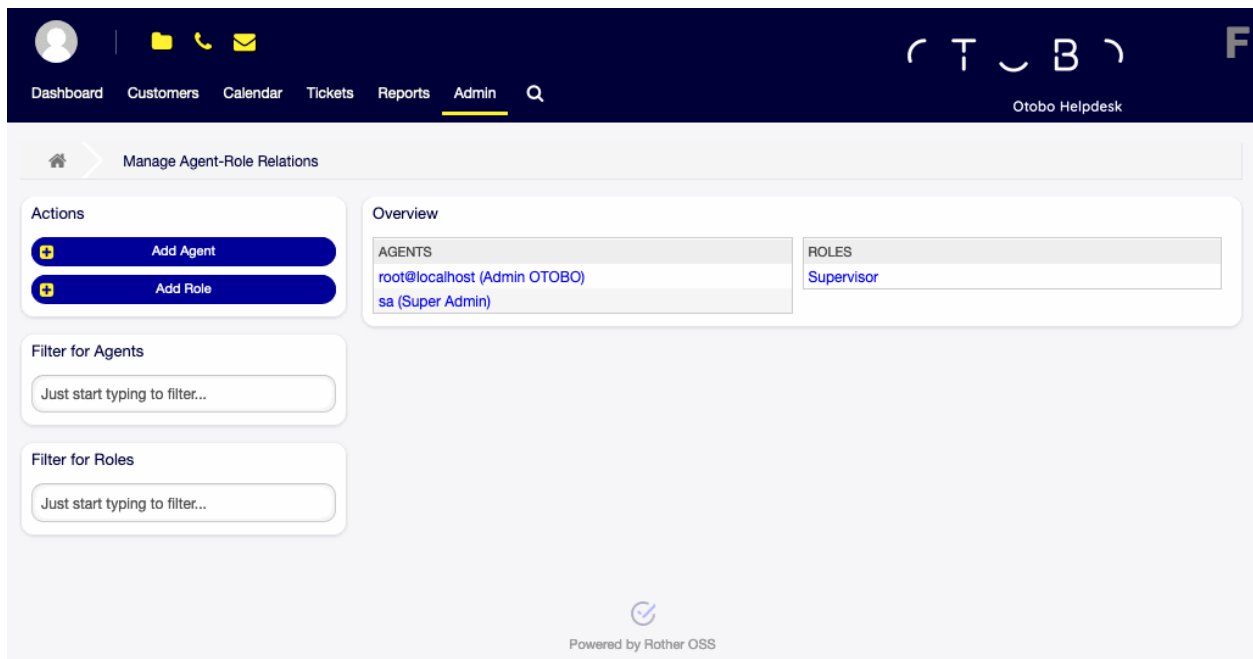 Dashboard Customers Calendar Tickets Reports Admin
OTOBO
Otobo Helpdesk
F
Manage Agent-Role Relations
Actions
Add Agent
Add Role
Filter for Agents
Just start typing to filter...
Filter for Roles
Just start typing to filter...
Overview
AGENTS
root@localhost (Admin OTOBO)
sa (Super Admin)
ROLES
Supervisor
Powered by Rother OSS